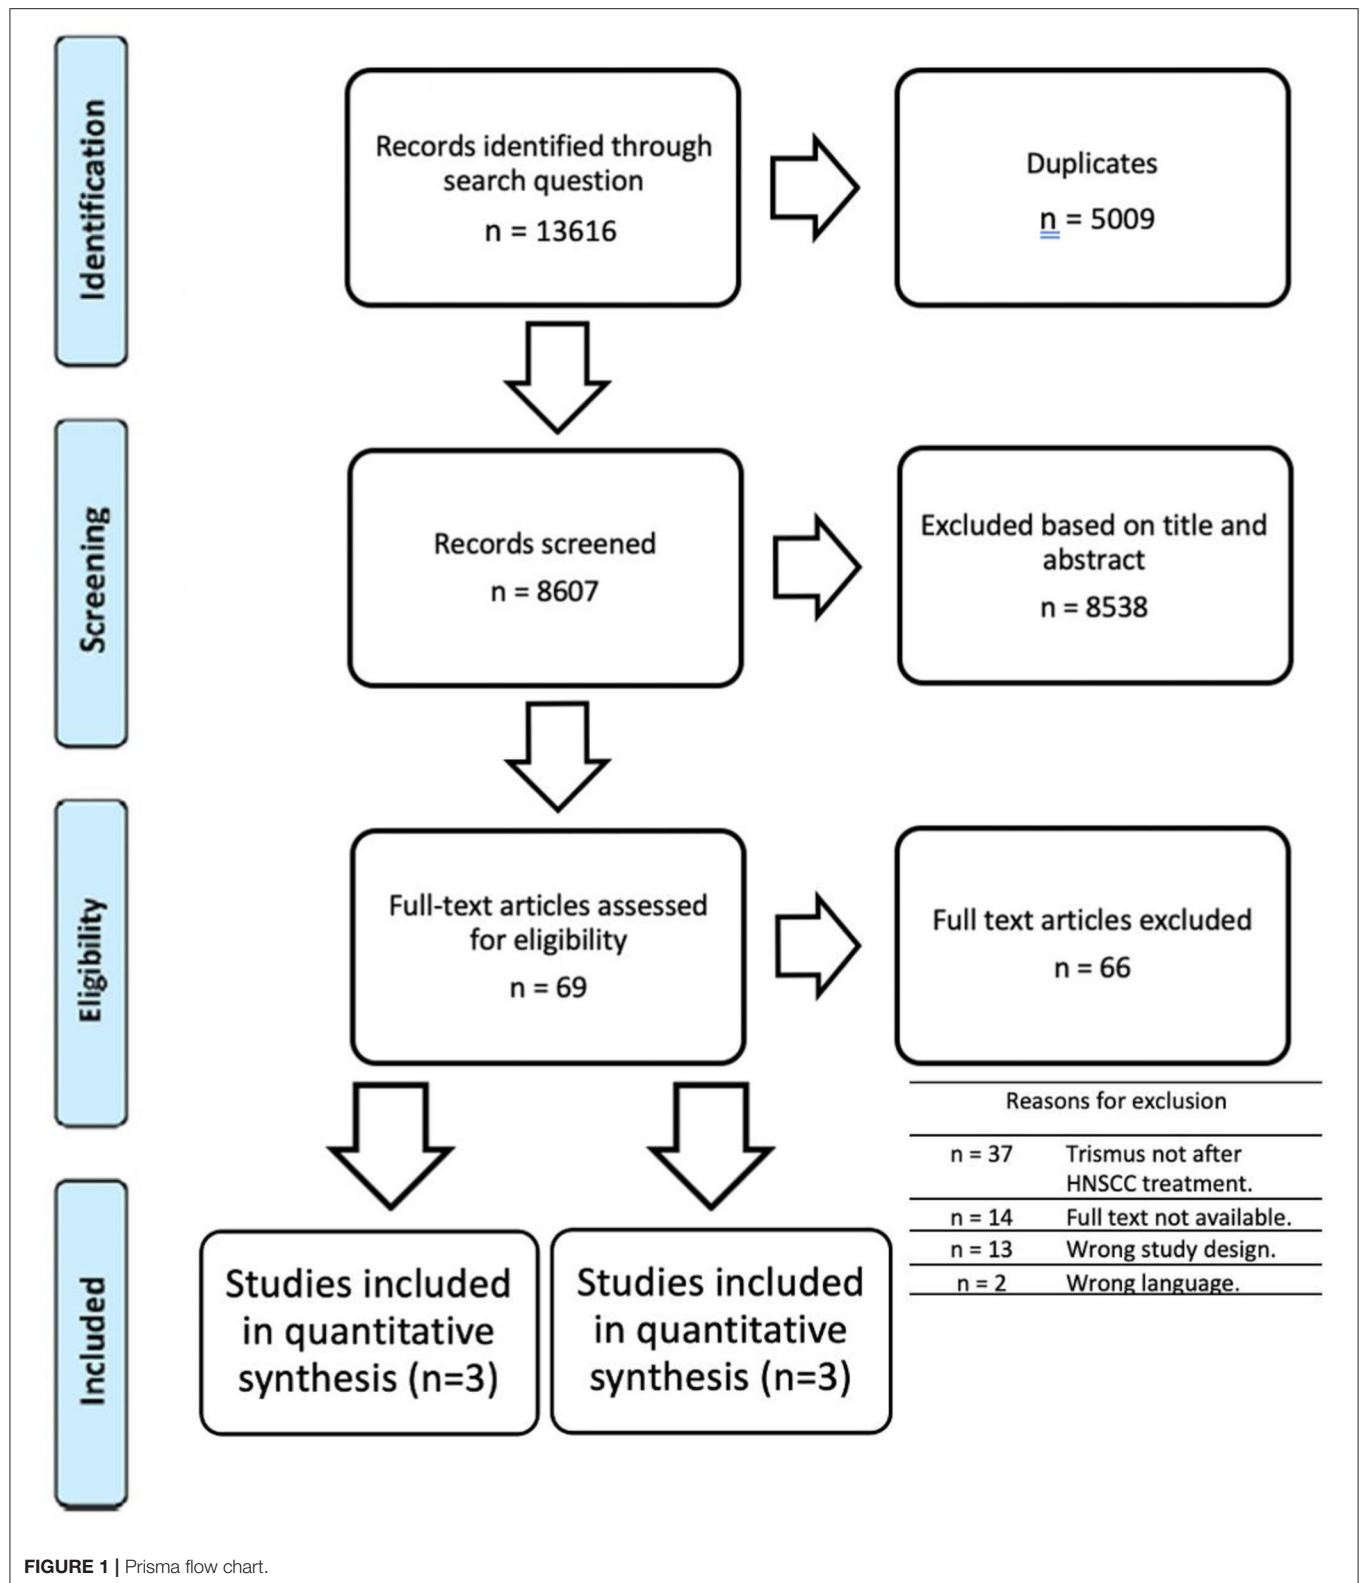 Identification
Records identified through
search question
n = 13616
Duplicates
n = 5009
Screening
Records screened
n = 8607
Excluded based on title and
abstract
n = 8538
Eligibility
Full-text articles assessed
for eligibility
n = 69
Full text articles excluded
n = 66
Reasons for exclusion
n = 37 Trismus not after
HNSCC treatment.
n = 14 Full text not available.
n = 13 Wrong study design.
n = 2 Wrong language.
Included
Studies included
in quantitative
synthesis (n=3)
Studies included
in quantitative
synthesis (n=3)
FIGURE 1 | Prisma flow chart.